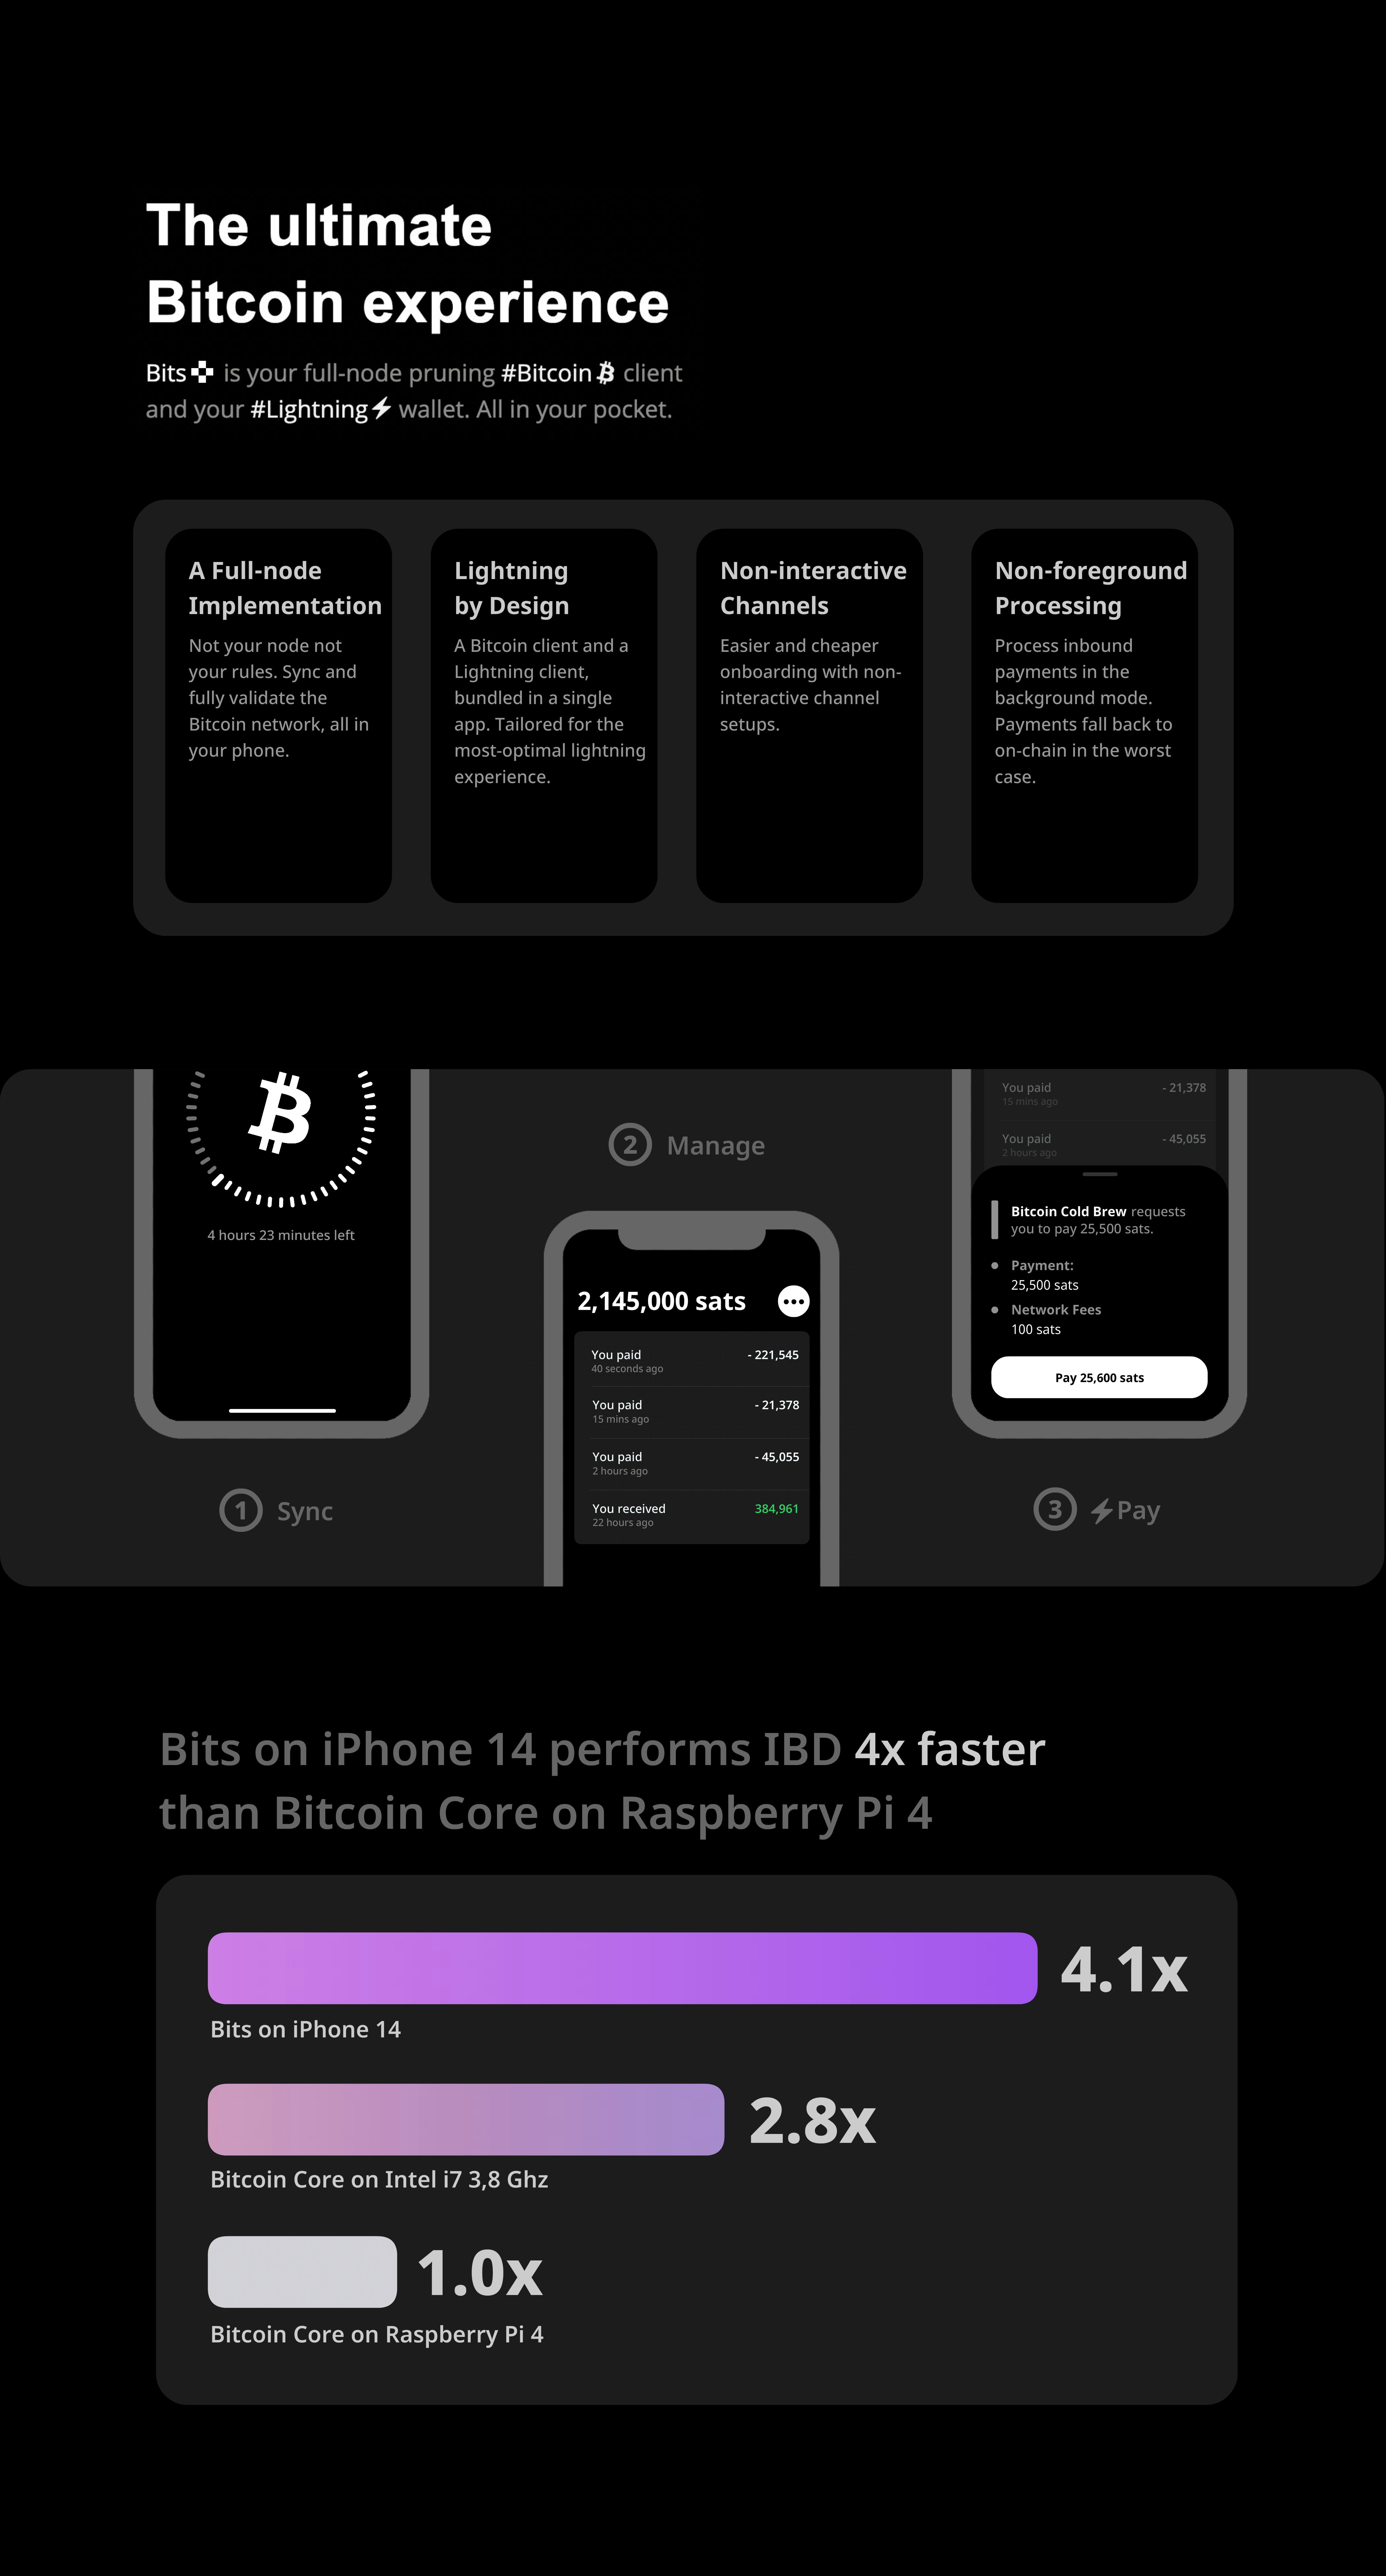 The ultimate
Bitcoin experience
Bits is your full-node pruning #Bitcoin client
and your #Lightning⚡ wallet. All in your pocket.
A Full-node
Implementation
Not your node not
your rules. Sync and
fully validate the
Bitcoin network, all in
your phone.
Lightning
by Design
A Bitcoin client and a
Lightning client,
bundled in a single
app. Tailored for the
most-optimal lightning
experience.
Non-interactive
Channels
Easier and cheaper
onboarding with non-
interactive channel
setups.
Non-foreground
Processing
Process inbound
payments in the
background mode.
Payments fall back to
on-chain in the worst
case.
4 hours 23 minutes left
1 Sync
2 Manage
2,145,000 sats
You paid - 221,545
40 seconds ago
You paid - 21,378
15 mins ago
You paid - 45,055
2 hours ago
You received 384,961
22 hours ago
You paid - 21,378
15 mins ago
You paid - 45,055
2 hours ago
Bitcoin Cold Brew requests
you to pay 25,500 sats.
Payment:
25,500 sats
Network Fees
100 sats
Pay 25,600 sats
3 ⚡Pay
Bits on iPhone 14 performs IBD 4x faster
than Bitcoin Core on Raspberry Pi 4
4.1x
Bits on iPhone 14
2.8x
Bitcoin Core on Intel i7 3,8 Ghz
1.0x
Bitcoin Core on Raspberry Pi 4